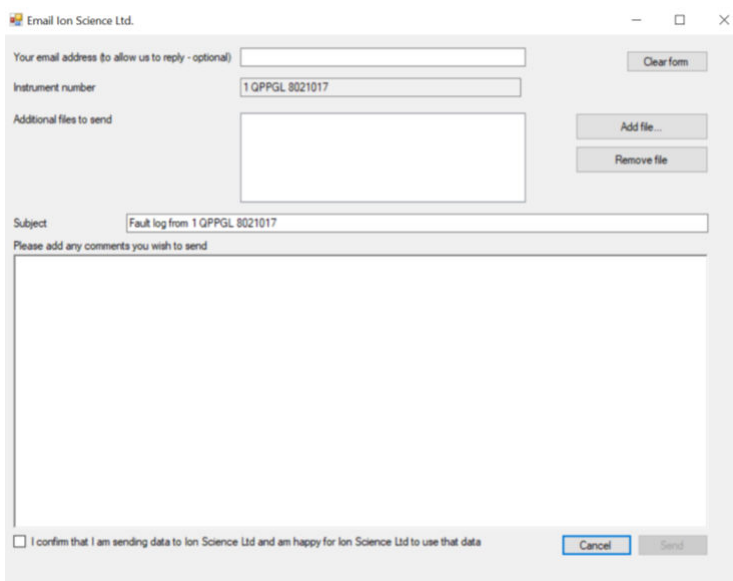 Email Ion Science Ltd.
Your email address (to allow us to reply - optional)
Clear form
Instrument number
1 QPPGL 8021017
Additional files to send
Add file...
Remove file
Subject
Fault log from 1 QPPGL 8021017
Please add any comments you wish to send
I confirm that I am sending data to Ion Science Ltd and am happy for Ion Science Ltd to use that data
Cancel
Send